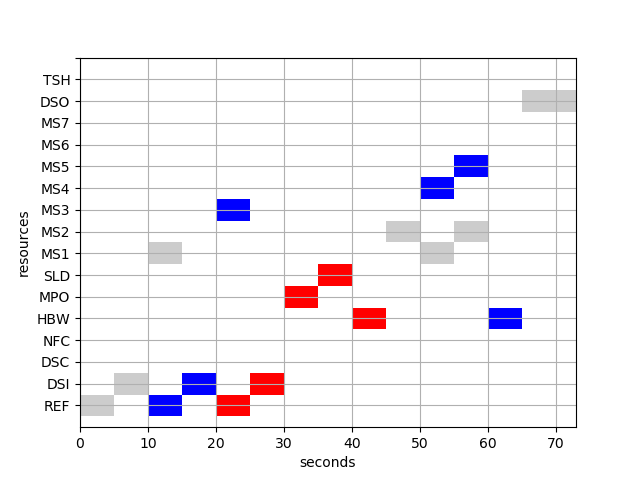 TSH
DSO
MS7
MS6
MS5
MS4
MS3
MS2
MS1
SLD
MPO
HBW
NFC
DSC
DSI
REF
resources
0 10 20 30 40 50 60 70
seconds